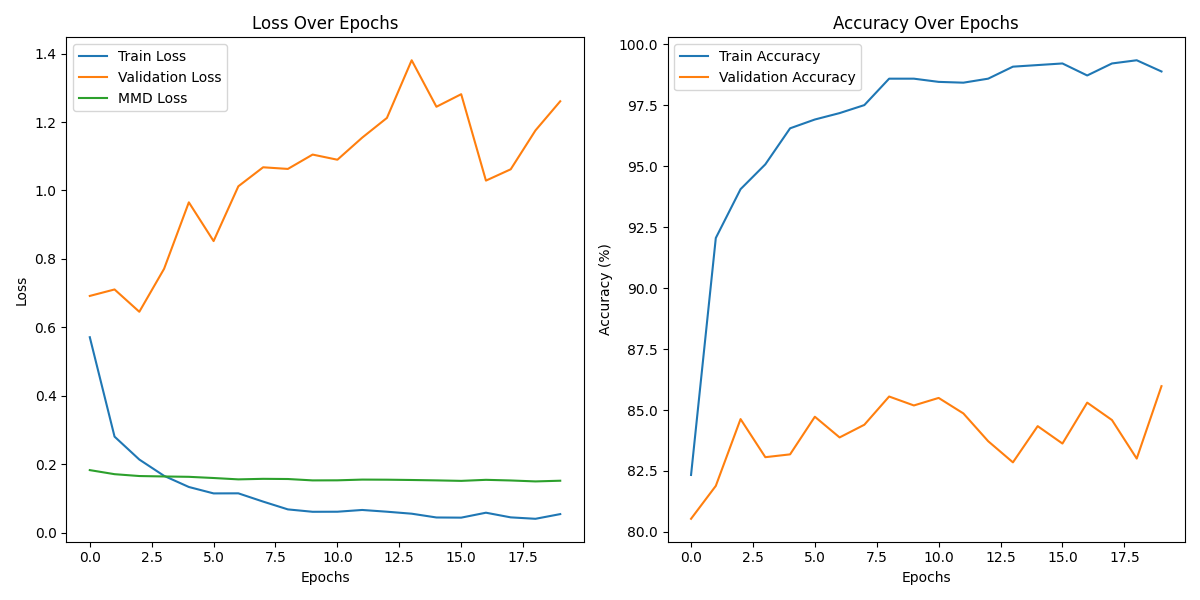 Loss Over Epochs
Train Loss
Validation Loss
MMD Loss
1.4
1.2
1.0
0.8
0.6
0.4
0.2
0.0
Loss
0.0 2.5 5.0 7.5 10.0 12.5 15.0 17.5
Epochs
Accuracy Over Epochs
Train Accuracy
Validation Accuracy
100.0
97.5
95.0
92.5
90.0
87.5
85.0
82.5
80.0
Accuracy (%)
0.0 2.5 5.0 7.5 10.0 12.5 15.0 17.5
Epochs